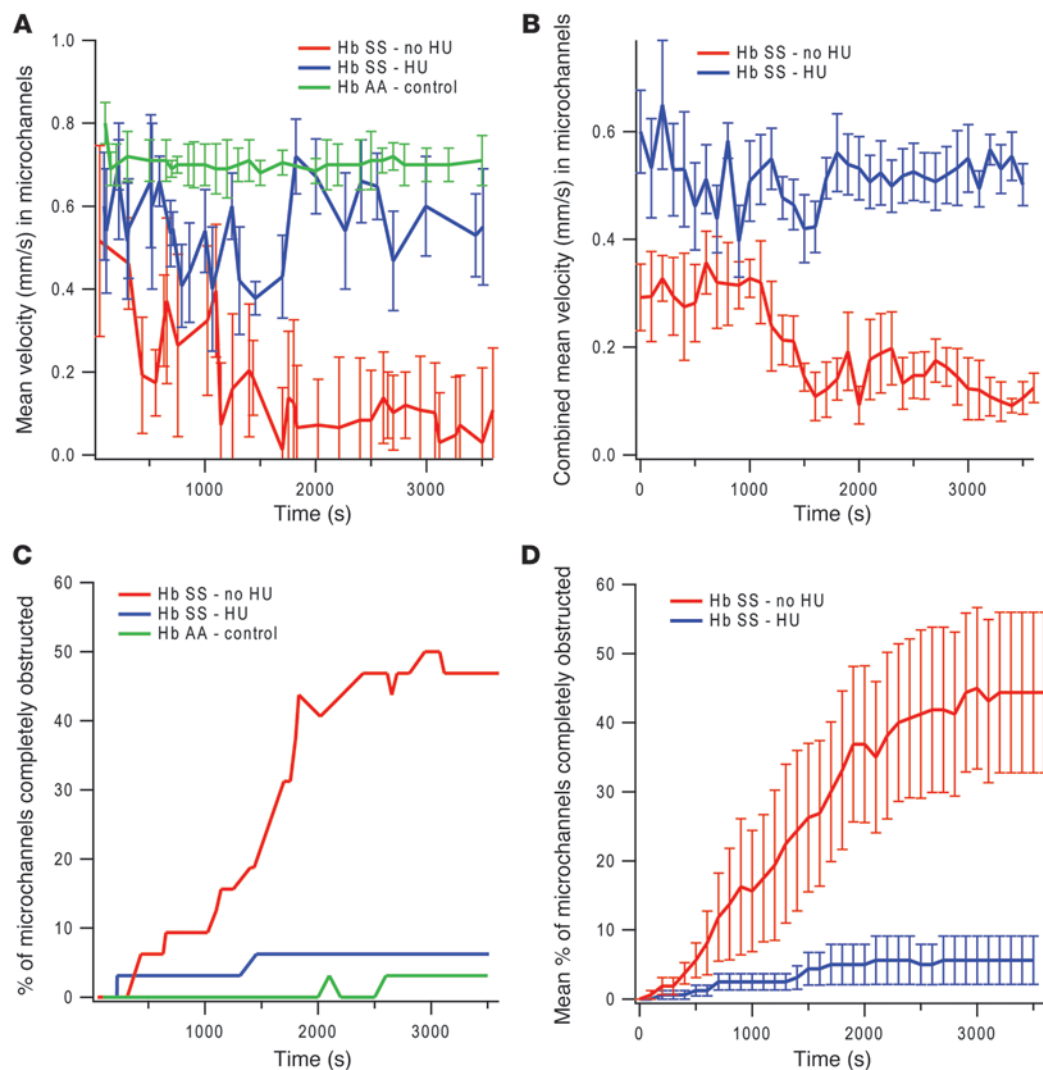 A
Mean velocity (mm/s) in microchannels
1.0
0.8
0.6
0.4
0.2
0.0
Hb SS - no HU
Hb SS - HU
Hb AA - control
1000
2000
3000
Time (s)
B
Combined mean velocity (mm/s) in microchannels
0.6
0.4
0.2
0.0
Hb SS - no HU
Hb SS - HU
0
1000
2000
3000
Time (s)
C
% of microchannels completely obstructed
60
50
40
30
20
10
0
Hb SS - no HU
Hb SS - HU
Hb AA - control
1000
2000
3000
Time (s)
D
Mean % of microchannels completely obstructed
60
50
40
30
20
10
0
Hb SS - no HU
Hb SS - HU
0
1000
2000
3000
Time (s)